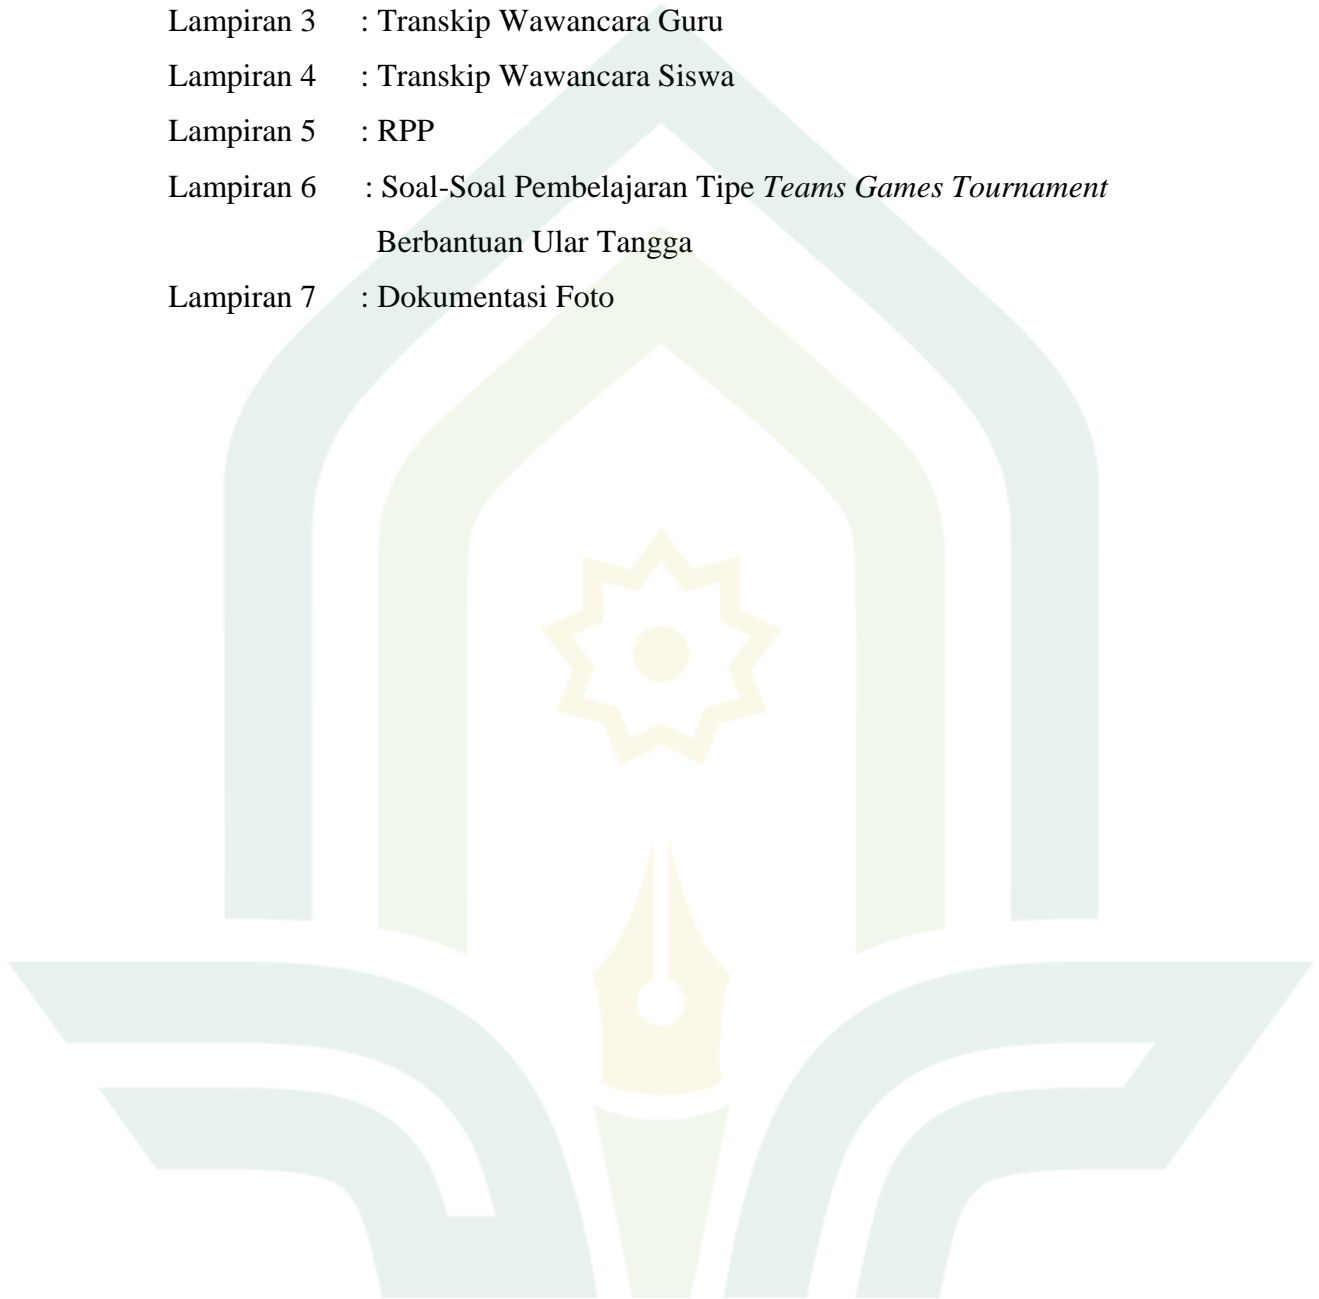 Lampiran 3 : Transkip Wawancara Guru
Lampiran 4 : Transkip Wawancara Siswa
Lampiran 5 : RPP
Lampiran 6 : Soal-Soal Pembelajaran Tipe Teams Games Tournament
Berbantuan Ular Tangga
Lampiran 7 : Dokumentasi Foto